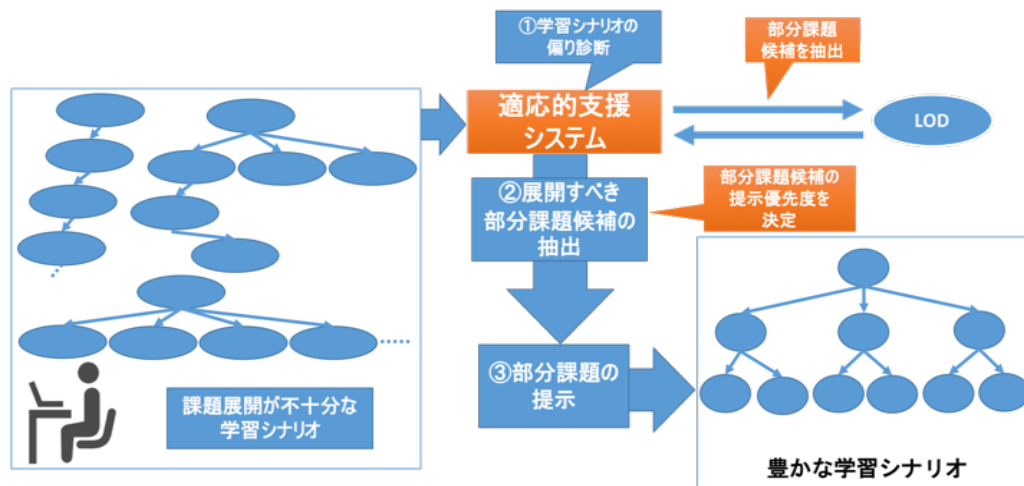 ①学習シナリオの
偏り診断
部分課題
候補を抽出
適応的支援
システム
LOD
②展開すべき
部分課題候補の
抽出
部分課題候補の
提示優先度を
決定
③部分課題の
提示
課題展開が不十分な
学習シナリオ
豊かな学習シナリオ